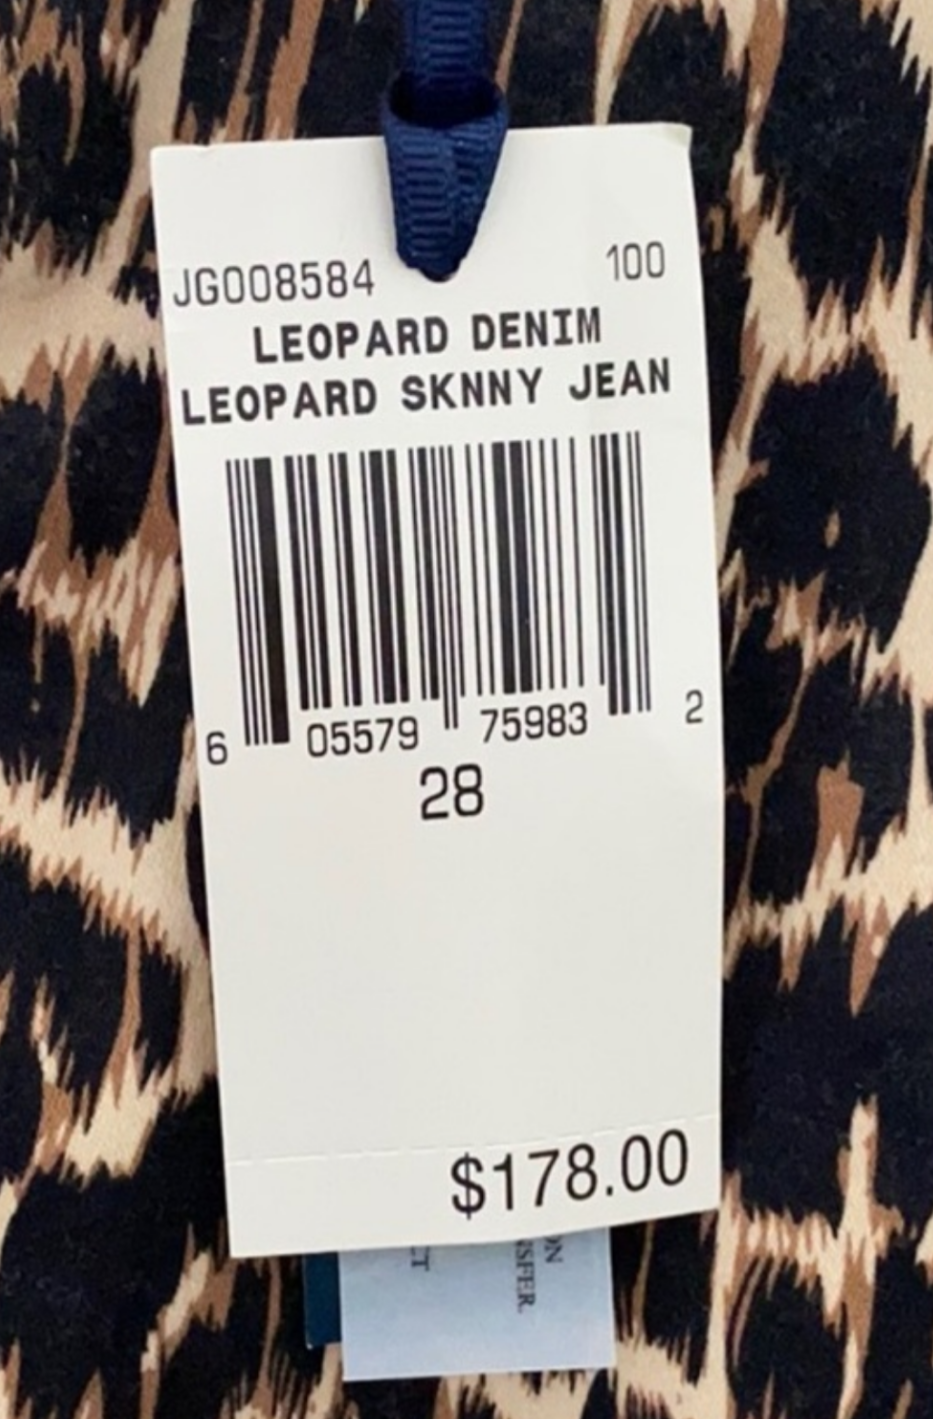 JG008584 100
LEOPARD DENIM
LEOPARD SKNNY JEAN
6 05579 75983 2
28
$178.00